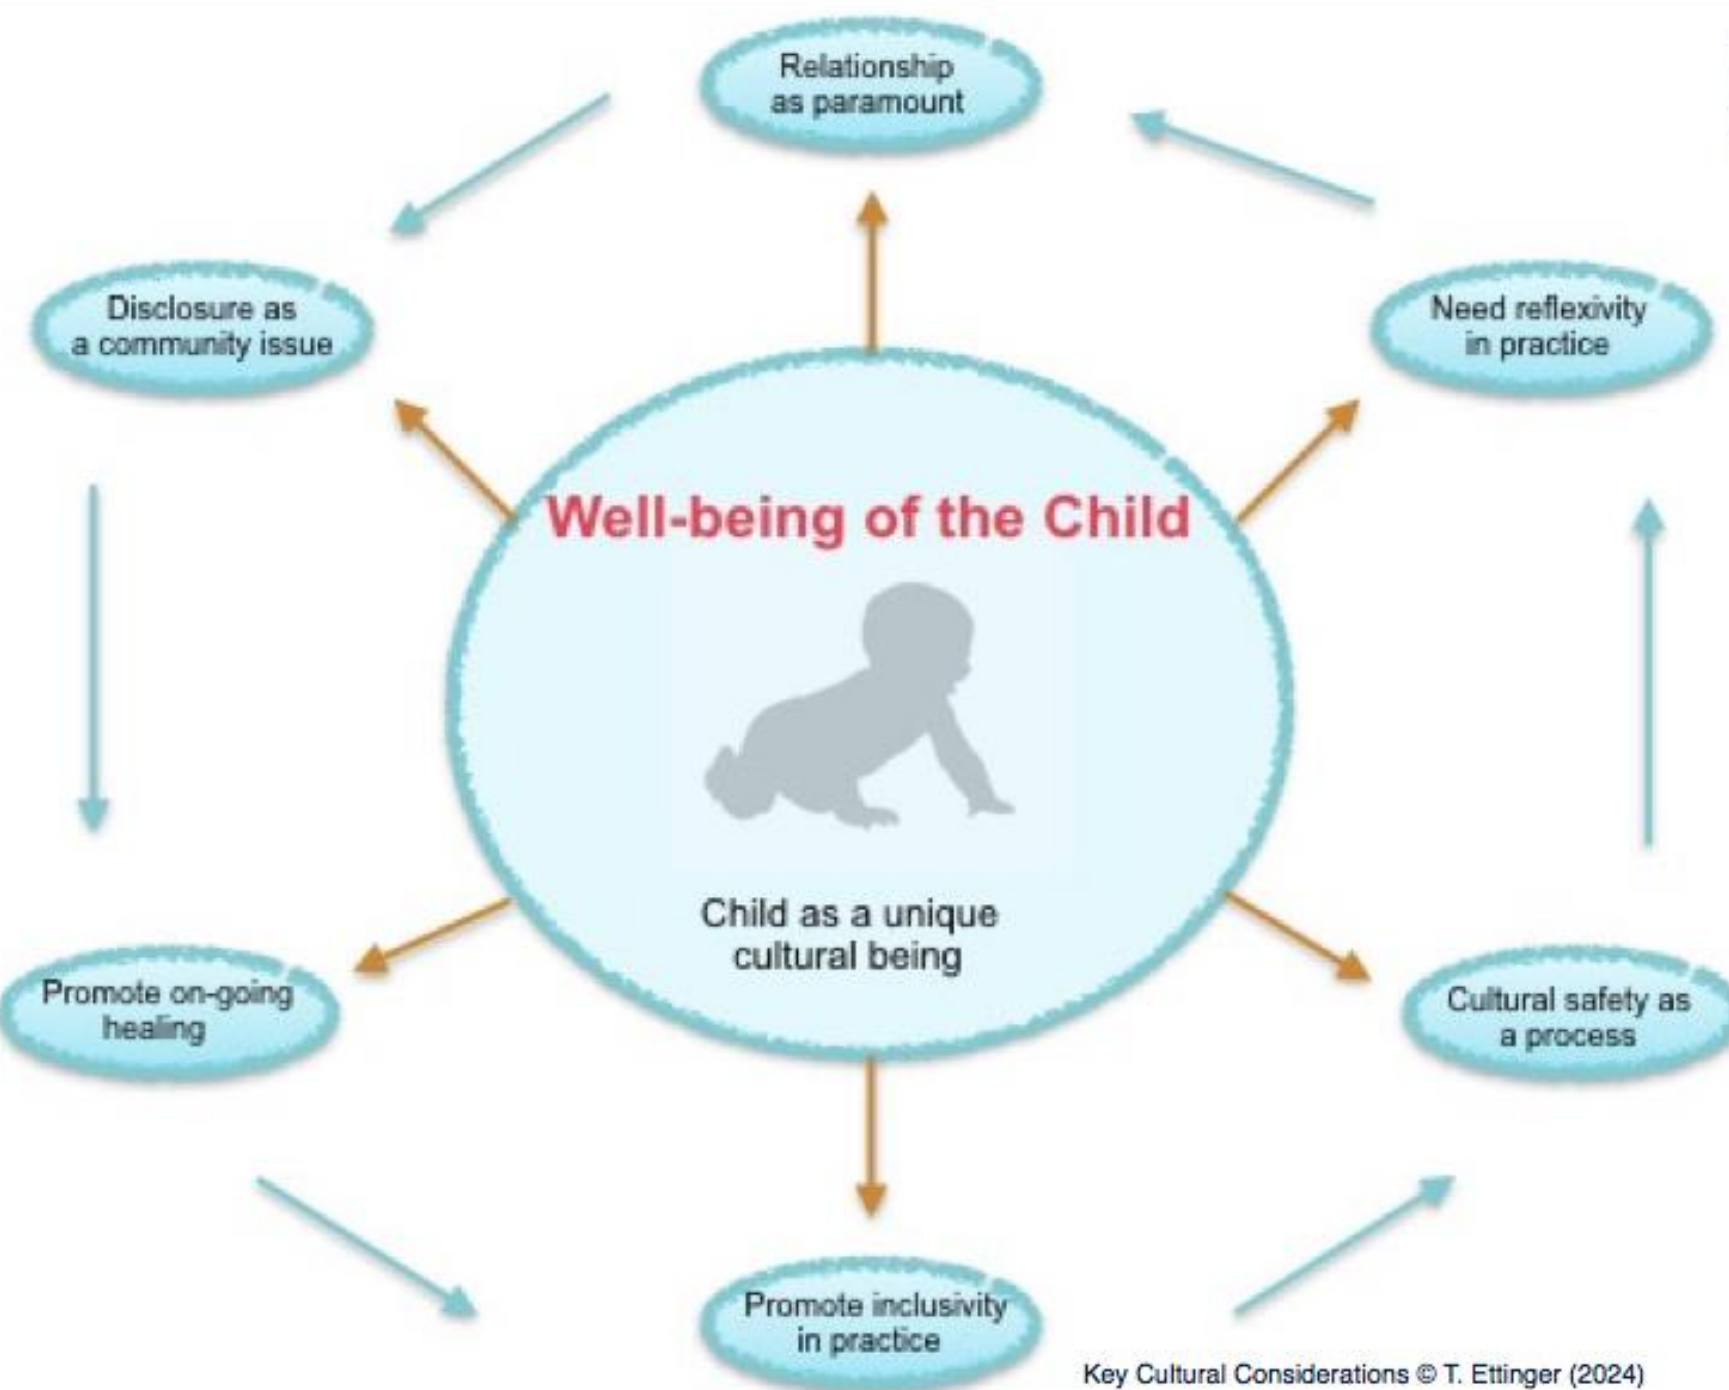 Relationship
as paramount
Disclosure as
a community issue
Need reflexivity
in practice
Well-being of the Child
Child as a unique
cultural being
Promote on-going
healing
Cultural safety as
a process
Promote inclusivity
in practice
Key Cultural Considerations © T. Ettinger (2024)